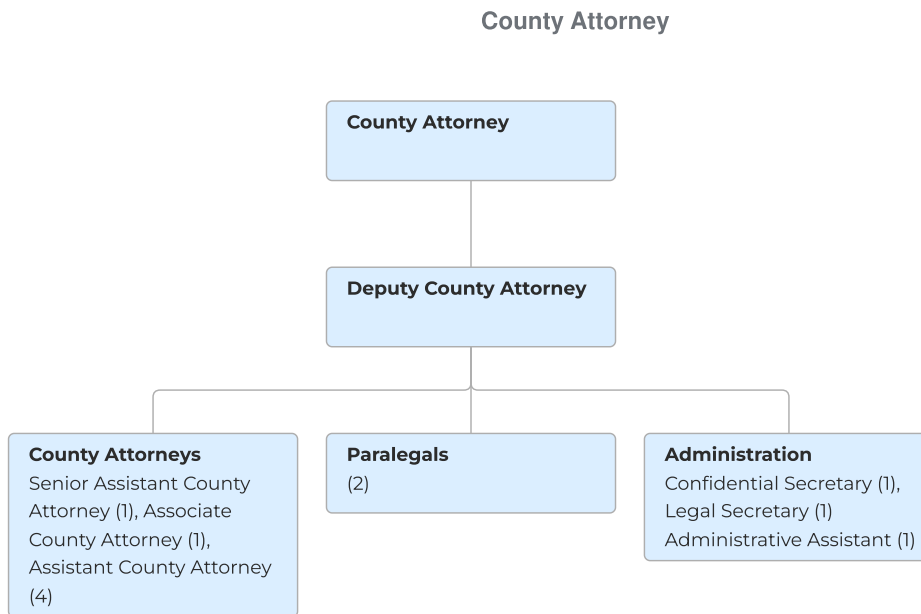 County Attorney
County Attorney
Deputy County Attorney
County Attorneys
Senior Assistant County
Attorney (1), Associate
County Attorney (1),
Assistant County Attorney
(4)
Paralegals
(2)
Administration
Confidential Secretary (1),
Legal Secretary (1)
Administrative Assistant (1)